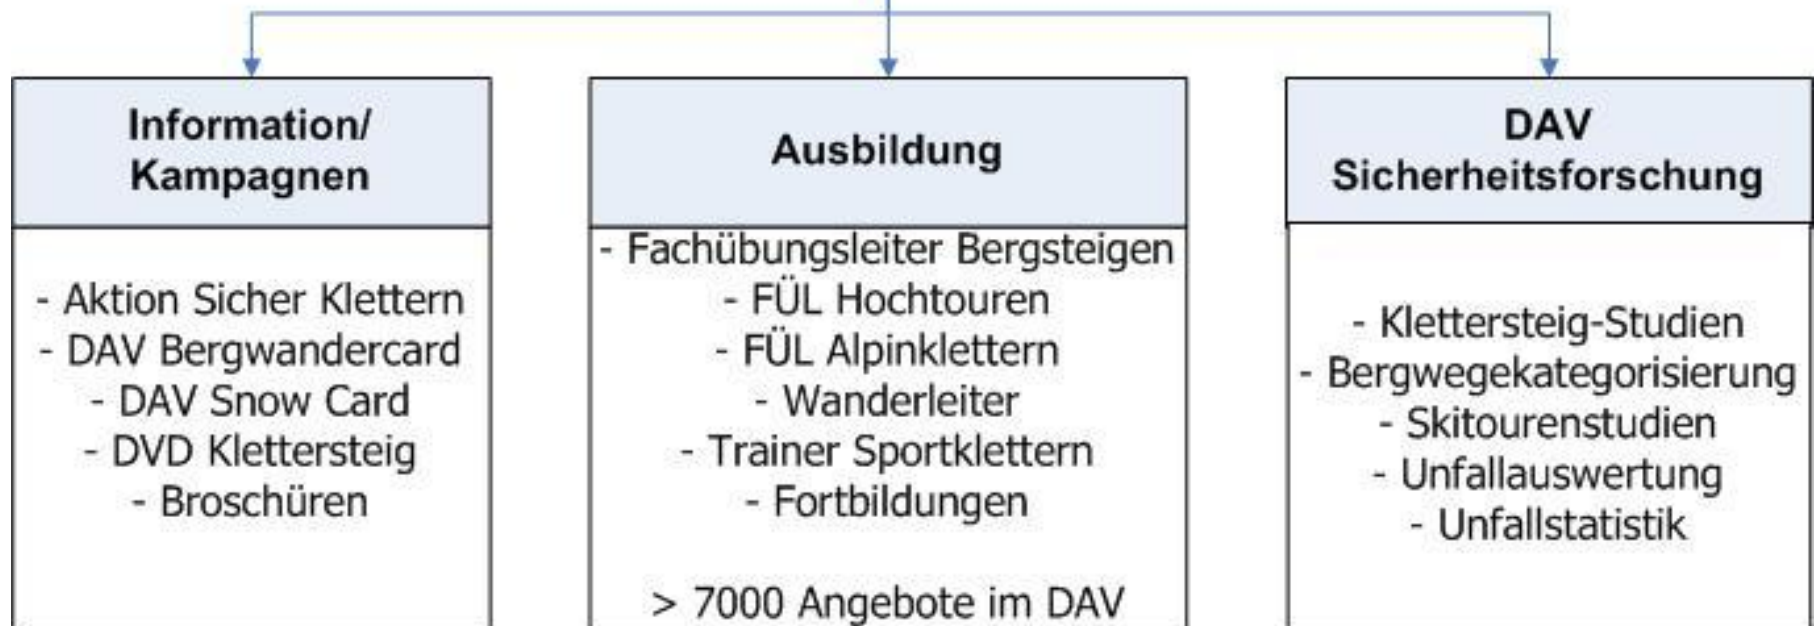 Information/
Kampagnen
- Aktion Sicher Klettern
- DAV Bergwandercard
- DAV Snow Card
- DVD Klettersteig
- Broschüren
Ausbildung
- Fachübungsleiter Bergsteigen
- FÜL Hochtouren
- FÜL Alpinklettern
- Wanderleiter
- Trainer Sportklettern
- Fortbildungen
> 7000 Angebote im DAV
DAV
Sicherheitsforschung
- Klettersteig-Studien
- Bergwegekategorisierung
- Skitourenstudien
- Unfallauswertung
- Unfallstatistik